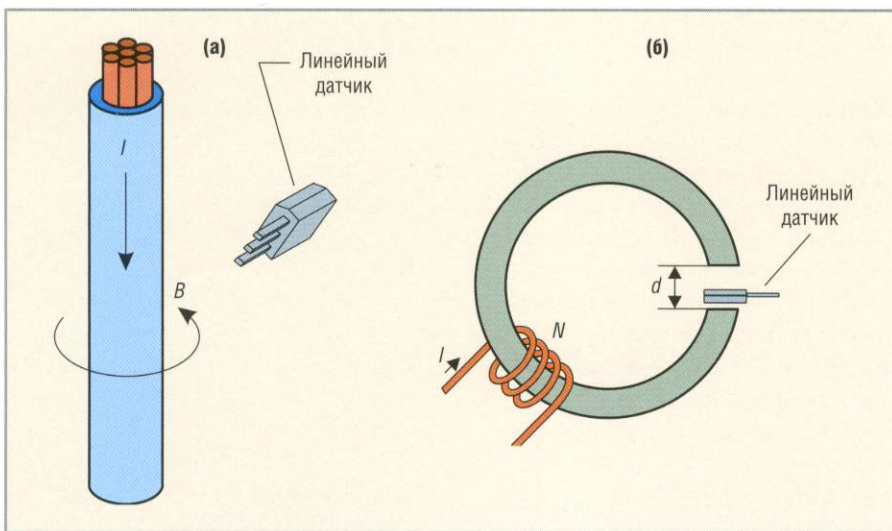 (а)
Линейный
датчик
I
B
(б)
Линейный
датчик
d
N
I